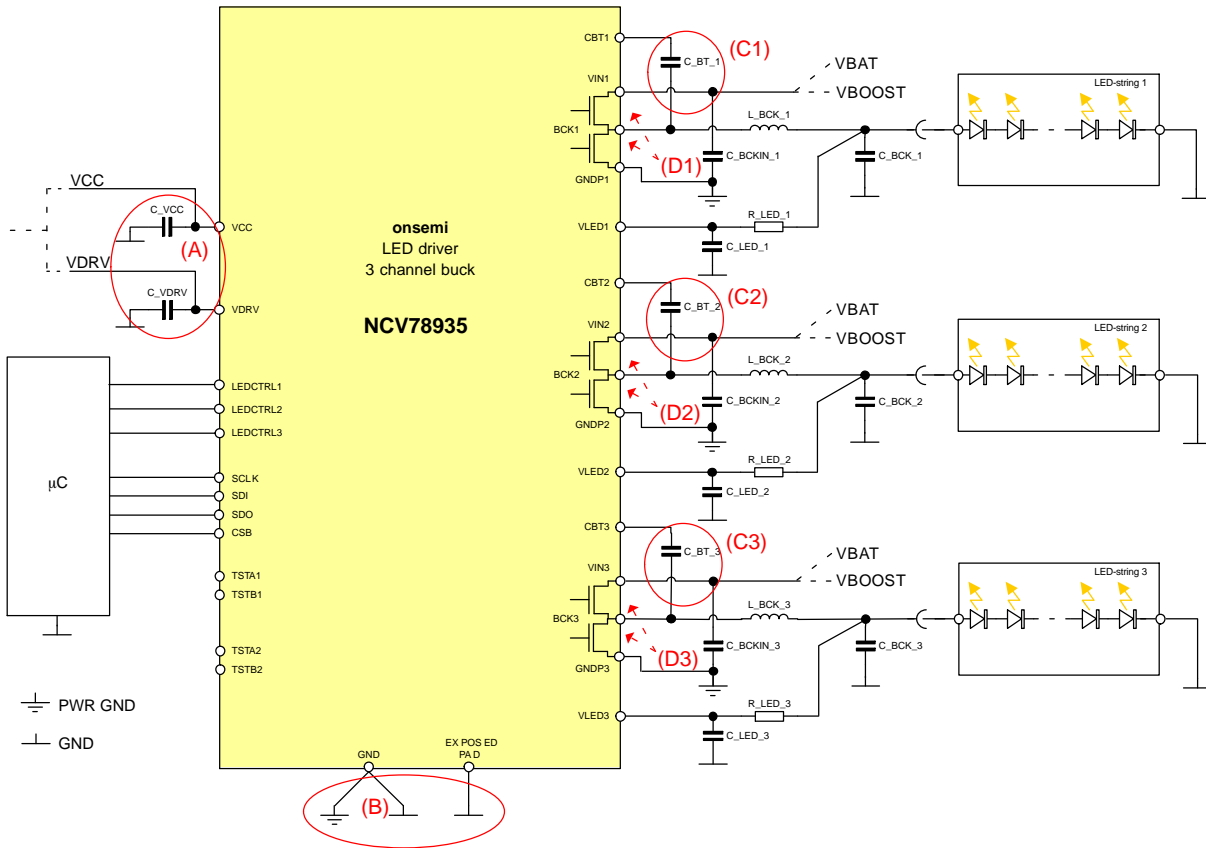 CBT1
C_BT_1
(C1)
VBAT
VIN1
VBOOST
LED-string 1
L_BCK_1
BCK1
(D1)
C_BCKIN_1
C_BCK_1
GNDP1
VCC
C_VCC
(A)
VCC
VDRV
C_VDRV
VDRV
onsemi
LED driver
3 channel buck
NCV78935
VLED1
R_LED_1
C_LED_1
CBT2
C_BT_2
(C2)
VBAT
VIN2
VBOOST
LED-string 2
L_BCK_2
BCK2
(D2)
C_BCKIN_2
C_BCK_2
GNDP2
VLED2
R_LED_2
C_LED_2
µC
LEDCTRL1
LEDCTRL2
LEDCTRL3
SCLK
SDI
SDO
CSB
TSTA1
TSTB1
TSTA2
TSTB2
CBT3
C_BT_3
(C3)
VBAT
VIN3
VBOOST
LED-string 3
L_BCK_3
BCK3
(D3)
C_BCKIN_3
C_BCK_3
GNDP3
VLED3
R_LED_3
C_LED_3
PWR GND
GND
GND
EX POS ED
PA D
(B)